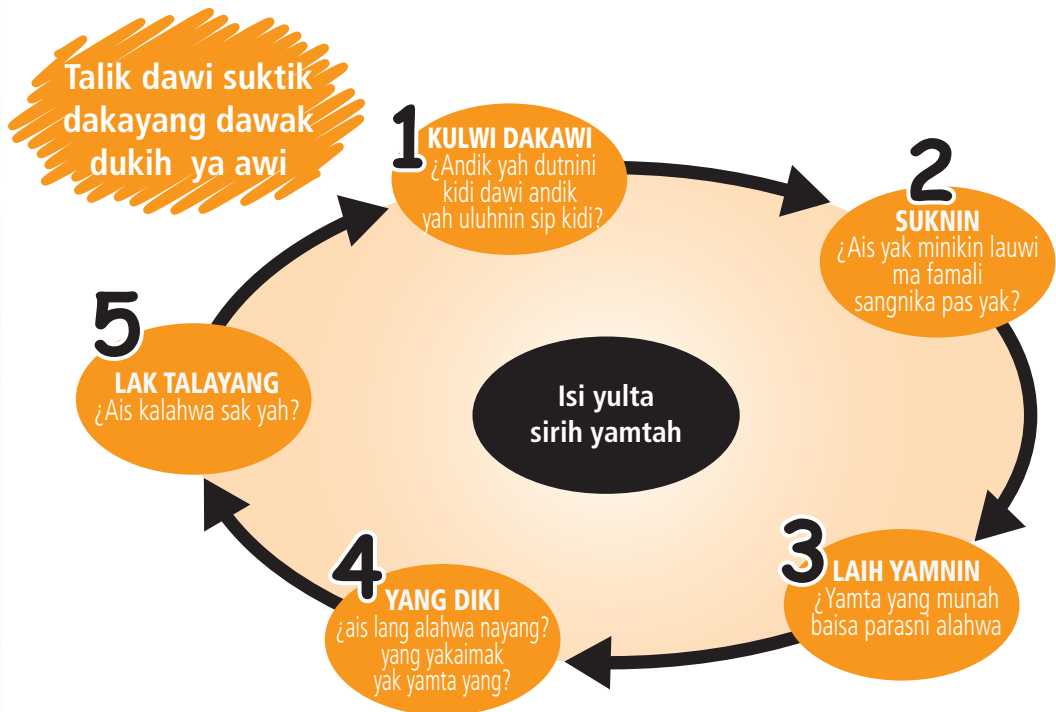 Talik dawi suktik
dakayang dawak
dukih ya awi
1
KULWI DAKAWI
¿Andik yah dutnini
kidi dawi andik
yah uluhnin sip kidi?
2
SUKNIN
¿Ais yak minikin lauwi
ma famali
sangnika pas yak?
3
LAIH YAMNIN
¿Yamta yang munah
baisa parasni alahwa
4
YANG DIKI
¿ais lang alahwa nayang?
yang yakaimak
yak yamta yang?
5
LAK TALAYANG
¿Ais kalahwa sak yah?
Isi yulta
sirih yamtah